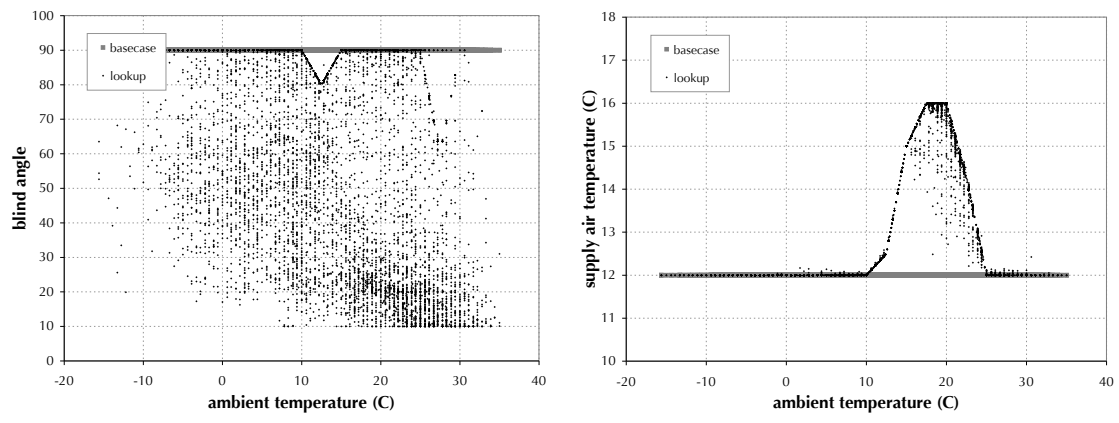 100
90
80
70
60
50
40
30
20
10
0
blind angle
basecase
lookup
-20 -10 0 10 20 30 40
ambient temperature (C)
18
17
16
15
14
13
12
11
10
supply air temperature (C)
basecase
lookup
-20 -10 0 10 20 30 40
ambient temperature (C)